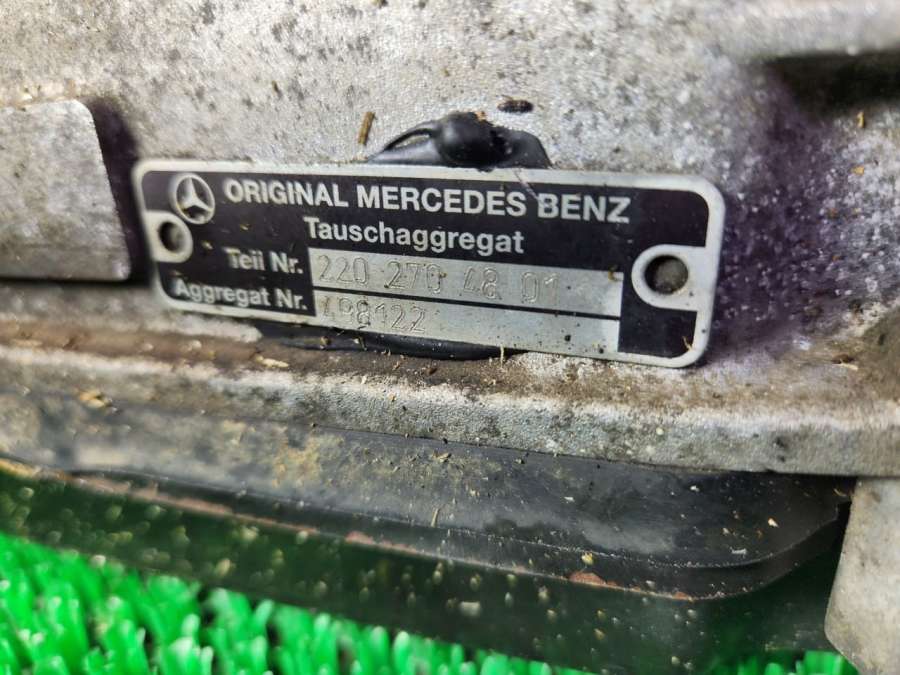 ORIGINAL MERCEDES BENZ
Tauschaggregat
Teil Nr. 220 270 48 01
Aggregat Nr. 498122